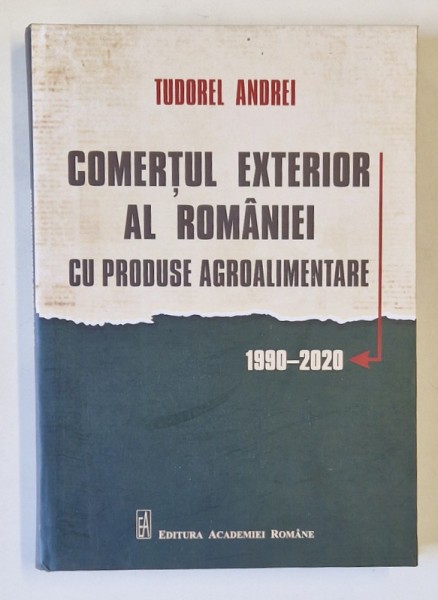 TUDOREL ANDREI
COMERȚUL EXTERIOR
AL ROMÂNIEI
CU PRODUSE AGROALIMENTARE
1990–2020
EA EDITURA ACADEMIEI ROMÂNE